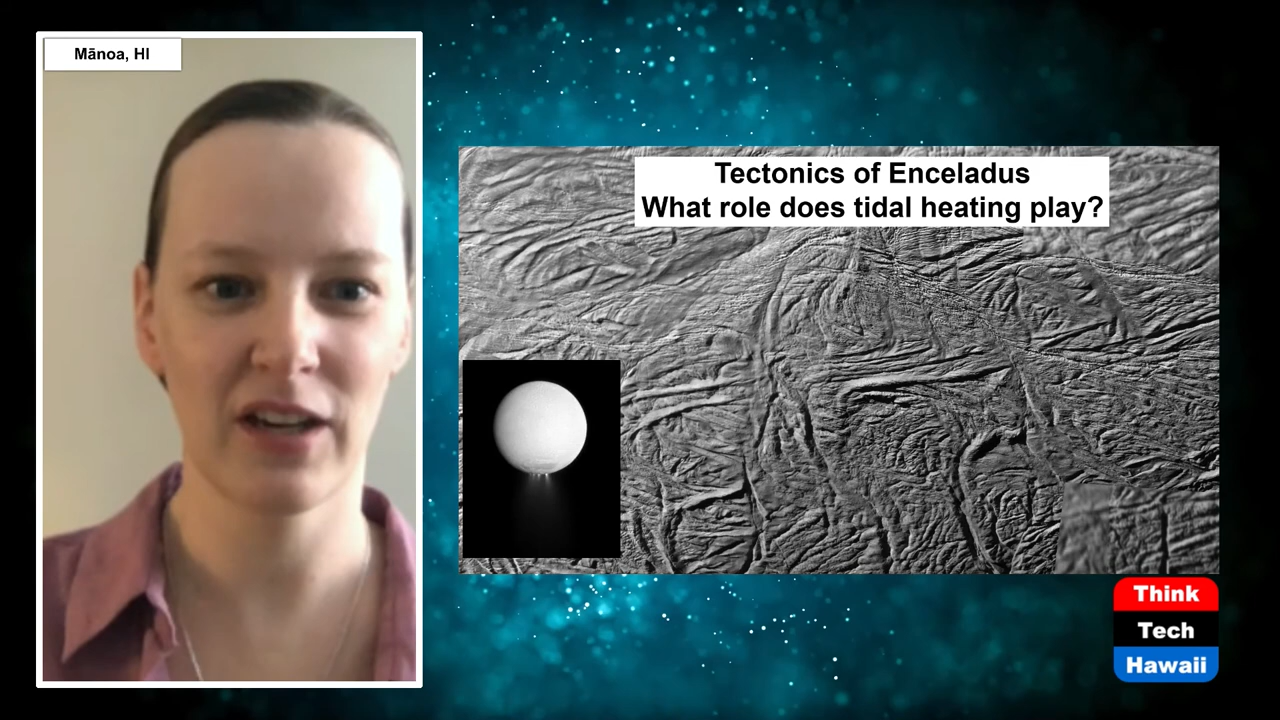 Mānoa, HI
Tectonics of Enceladus
What role does tidal heating play?
Think
Tech
Hawaii